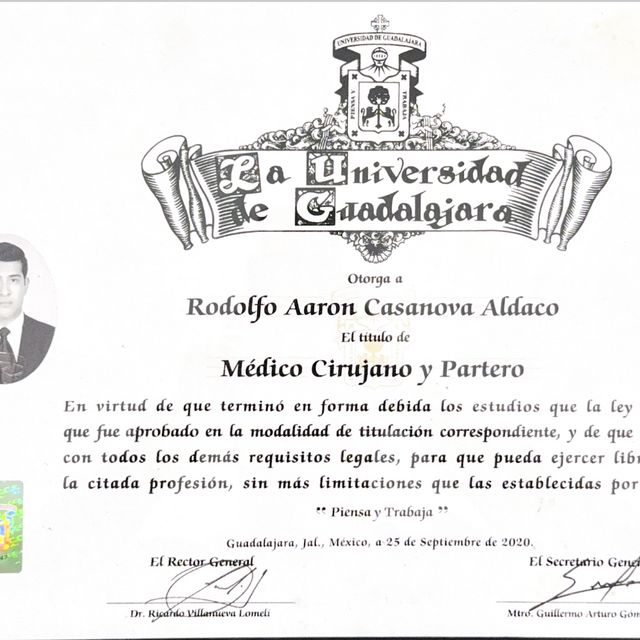 UNIVERSIDAD DE GUADALAJARA
PIENSA Y TRABAJA
La Universidad
de Guadalajara
Otorga a
Rodolfo Aaron Casanova Aldaco
El título de
Médico Cirujano y Partero
En virtud de que terminó en forma debida los estudios que la ley
que fue aprobado en la modalidad de titulación correspondiente, y de que
con todos los demás requisitos legales, para que pueda ejercer lib
la citada profesión, sin más limitaciones que las establecidas por
“ Piensa y Trabaja ”
Guadalajara, Jal., México, a 25 de Septiembre de 2020.
El Rector General
El Secretario Gene
Dr. Ricardo Villanueva Lomelí
Mtro. Guillermo Arturo Góm